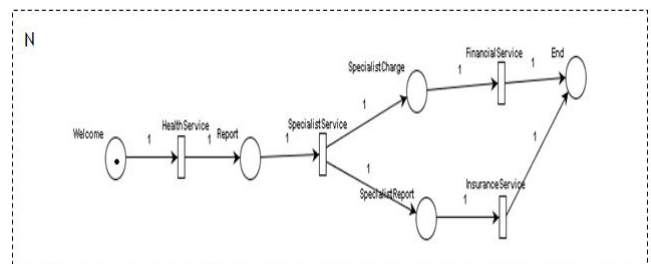 N
Welcome
1
HealthService
1
Report
1
SpecialistService
1
SpecialistCharge
1
FinancialService
1
End
1
SpecialistReport
1
InsuranceService
1